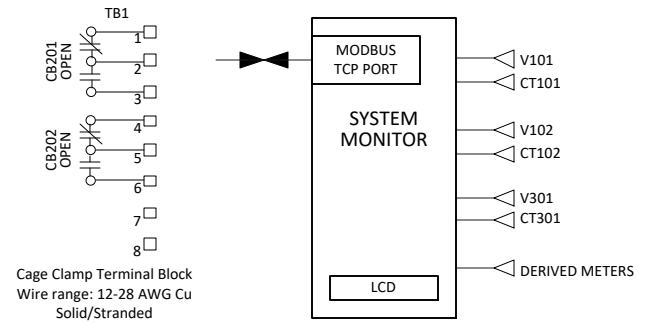 TB1
CB201
OPEN
1
2
3
CB202
OPEN
4
5
6
7
8
Cage Clamp Terminal Block
Wire range: 12-28 AWG Cu
Solid/Stranded
MODBUS
TCP PORT
SYSTEM
MONITOR
LCD
V101
CT101
V102
CT102
V301
CT301
DERIVED METERS